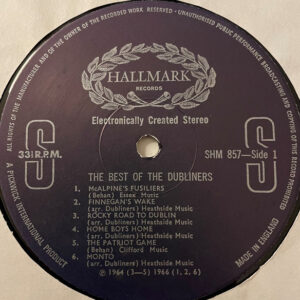 ALL RIGHTS OF THE MANUFACTURER AND OF THE OWNER OF THE RECORDED WORK RESERVED - UNAUTHORISED PUBLIC PERFORMANCE BROADCASTING AND COPYING OF THIS RECORD PROHIBITED
HALLMARK
RECORDS
Electronically Created Stereo
S
S
33⅓ R.P.M.
SHM 857—Side 1
THE BEST OF THE DUBLINERS
1. McALPINE'S FUSILIERS
(Behan) Essex Music
2. FINNEGAN'S WAKE
(arr. Dubliners) Heathside Music
3. ROCKY ROAD TO DUBLIN
(arr. Dubliners) Heathside Music
4. HOME BOYS HOME
(arr. Dubliners) Heathside Music
5. THE PATRIOT GAME
(Behan) Clifford Music
6. MONTO
(arr. Dubliners) Heathside Music
℗ 1964 (3—5) 1966 (1, 2, 6)
A PICKWICK INTERNATIONAL PRODUCT
MADE IN ENGLAND